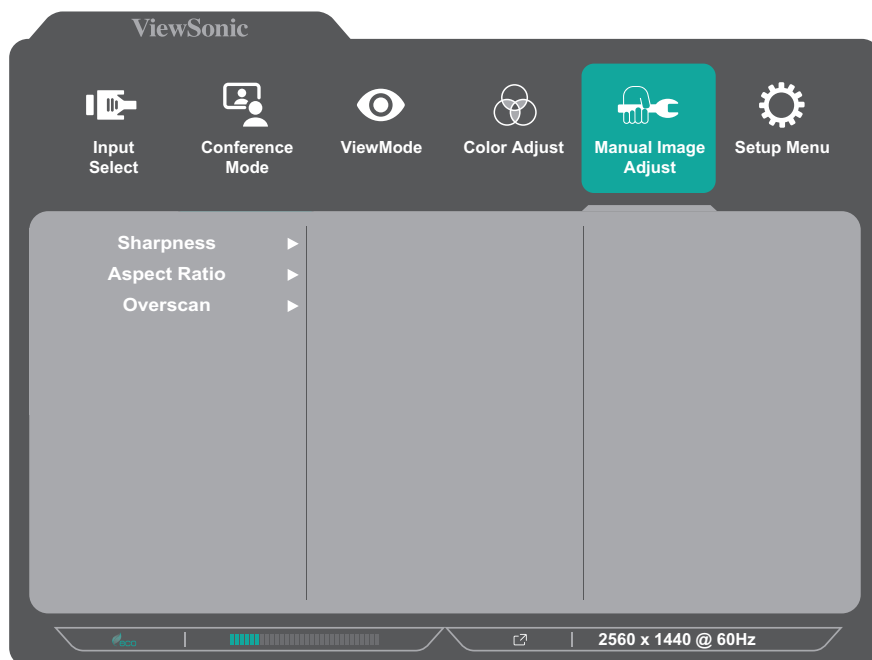 ViewSonic
Input
Select
Conference
Mode
ViewMode
Color Adjust
Manual Image
Adjust
Setup Menu
Sharpness
Aspect Ratio
Overscan
eco
2560 x 1440 @ 60Hz